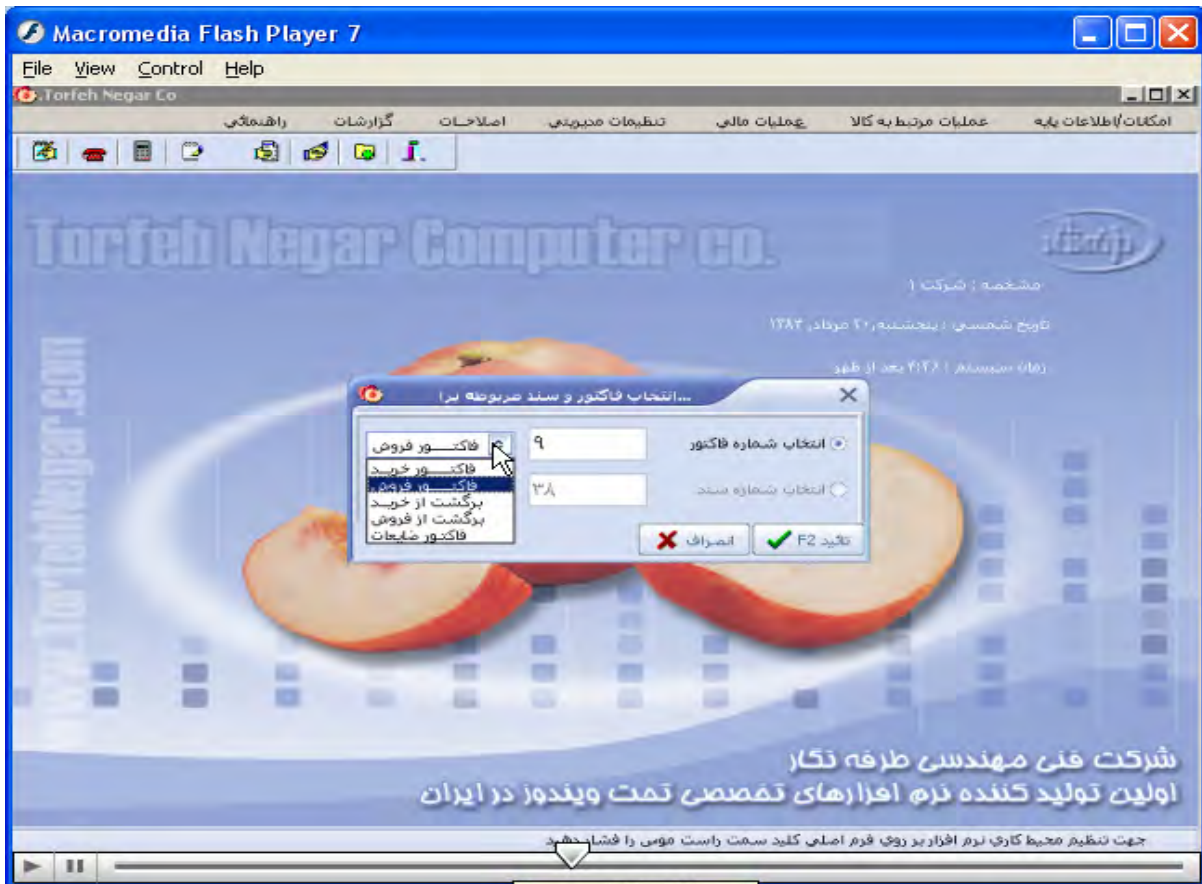 Macromedia Flash Player 7
File View Control Help
.Torfeh Negar Co
امکانات/اطلاعات پایه عملیات مرتبط به کالا عملیات مالی تنظیمات مدیریتی اصلاحات گزارشات راهنمائی
Torfeh Negar Computer co.
مشخصه : شرکت ۱
تاریخ شمسی : پنجشنبه, ۲۰ مرداد, ۱۳۸۴
زمان سیستم : ۴:۲۶ بعد از ظهر
www.TorfehNegar.com
انتخاب فاکتور و سند مربوطه برا...
انتخاب شماره فاکتور ۹ فاکتـــور فروش
فاکتـــور خریـد
فاکتـــور فروش
انتخاب شماره سند ۳۸
برگشت از خریـد
برگشت از فروش
فاکتـور ضایعات
تائید F2 انصراف
شرکت فنی مهندسی طرفه نگار
اولین تولید کننده نرم افزارهای تخصصی تحت ویندوز در ایران
جهت تنظیم محیط کاری نرم افزار بر روی فرم اصلی کلید سمت راست موس را فشار دهید